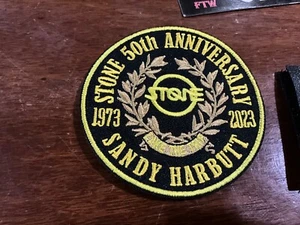 FTW
STONE 50th ANNIVERSARY
STONE
1973 2023
SANDY HARBUTT